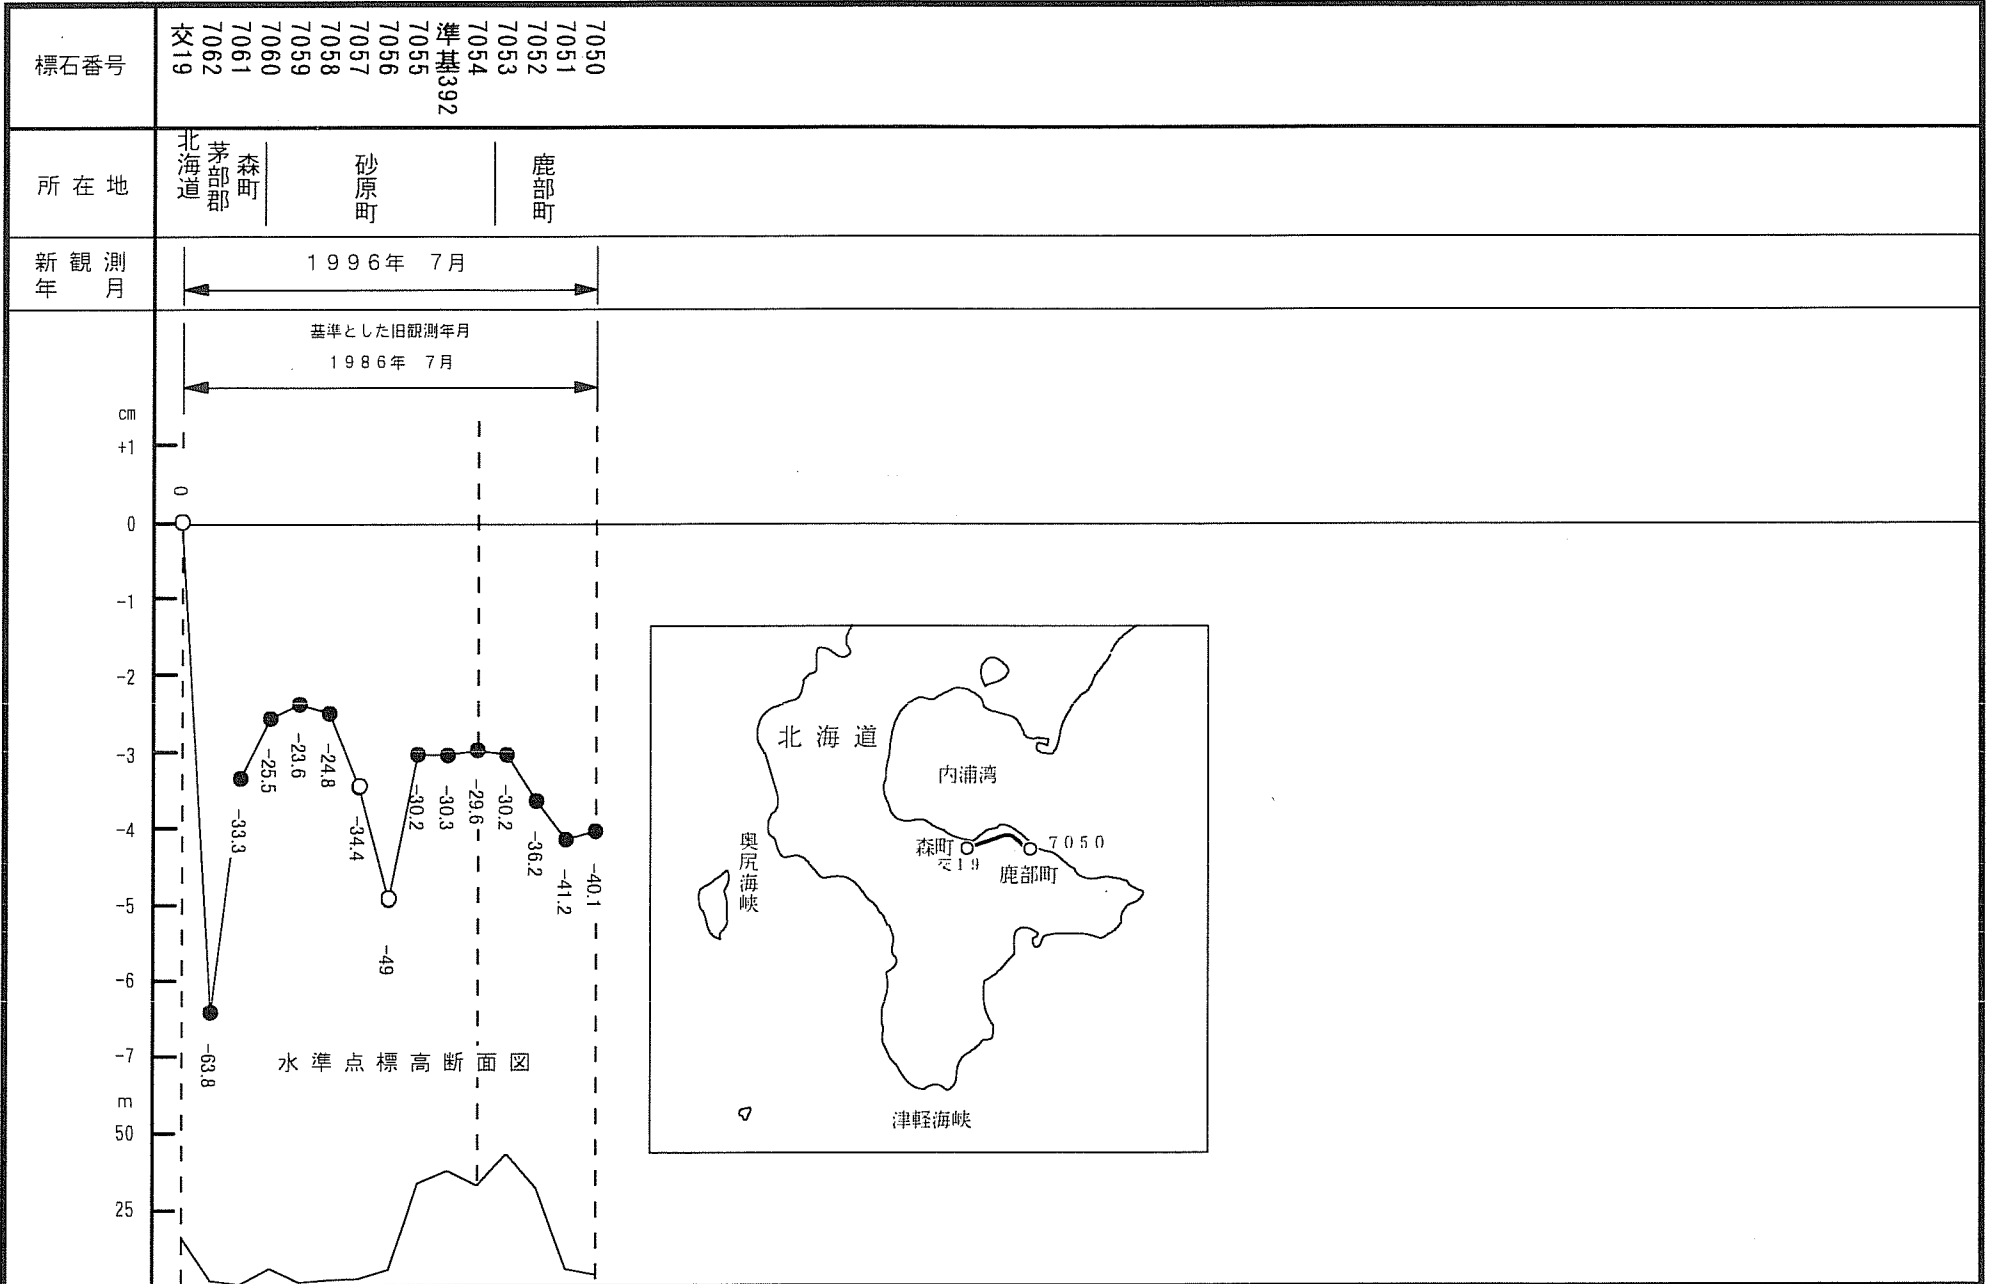 標石番号
交19
7062
7061
7060
7059
7058
7057
7056
7055
準基392
7054
7053
7052
7051
7050
所在地
北海道
茅部郡
森町
砂原町
鹿部町
新観測
年月
1996年 7月
基準とした旧観測年月
1986年 7月
cm
+1
0
-1
-2
-3
-4
-5
-6
-7
m
50
25
0
-63.8
-33.3
-25.5
-23.6
-24.8
-34.4
-49
-30.2
-30.3
-29.6
-30.2
-36.2
-41.2
-40.1
水準点標高断面図
北海道
内浦湾
奥尻海峡
森町
交19
7050
鹿部町
津軽海峡